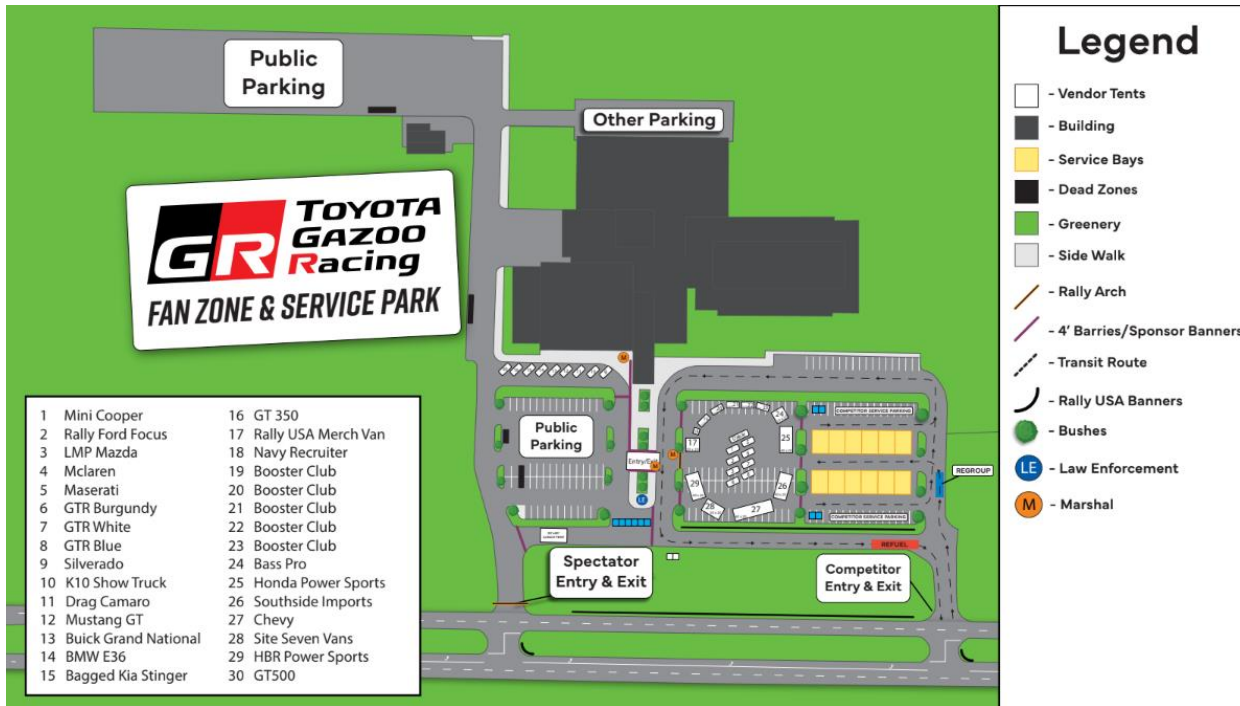 Public
Parking
Other Parking
GR TOYOTA
GAZOO
Racing
FAN ZONE & SERVICE PARK
1 Mini Cooper
2 Rally Ford Focus
3 LMP Mazda
4 Mclaren
5 Maserati
6 GTR Burgundy
7 GTR White
8 GTR Blue
9 Silverado
10 K10 Show Truck
11 Drag Camaro
12 Mustang GT
13 Buick Grand National
14 BMW E36
15 Bagged Kia Stinger
16 GT 350
17 Rally USA Merch Van
18 Navy Recruiter
19 Booster Club
20 Booster Club
21 Booster Club
22 Booster Club
23 Booster Club
24 Bass Pro
25 Honda Power Sports
26 Southside Imports
27 Chevy
28 Site Seven Vans
29 HBR Power Sports
30 GT500
Public
Parking
M
Entry/Exit
M
LE
M
17
25
29
26
28
27
COMPETITOR SERVICE PARKING
COMPETITOR SERVICE PARKING
REGROUP
REFUEL
Spectator
Entry & Exit
Competitor
Entry & Exit
Legend
- Vendor Tents
- Building
- Service Bays
- Dead Zones
- Greenery
- Side Walk
- Rally Arch
- 4' Barries/Sponsor Banners
- Transit Route
- Rally USA Banners
- Bushes
LE - Law Enforcement
M - Marshal